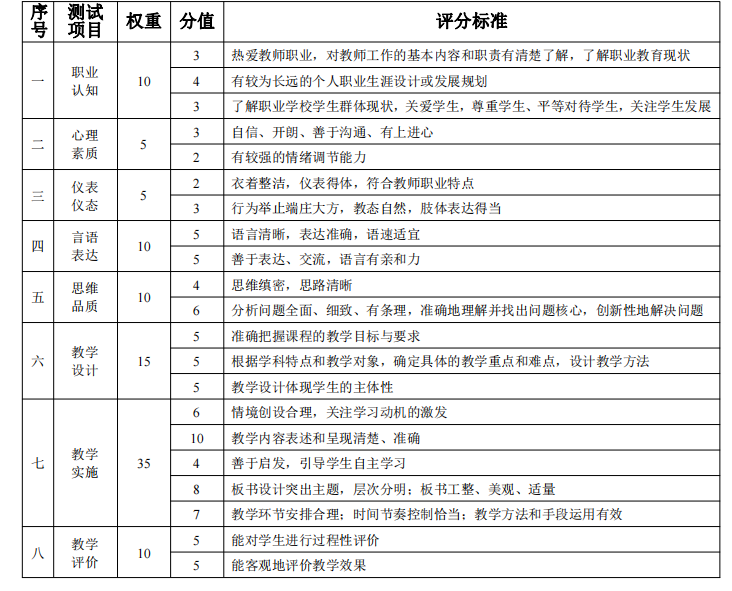 序号 测试项目 权重 分值 评分标准
一 职业认知 10 3 热爱教师职业，对教师工作的基本内容和职责有清楚了解，了解职业教育现状
4 有较为长远的个人职业生涯设计或发展规划
3 了解职业学校学生群体现状，关爱学生，尊重学生、平等对待学生，关注学生发展
二 心理素质 5 3 自信、开朗、善于沟通、有上进心
2 有较强的情绪调节能力
三 仪表仪态 5 2 衣着整洁，仪表得体，符合教师职业特点
3 行为举止端庄大方，教态自然，肢体表达得当
四 言语表达 10 5 语言清晰，表达准确，语速适宜
5 善于表达、交流，语言有亲和力
五 思维品质 10 4 思维缜密，思路清晰
6 分析问题全面、细致、有条理，准确地理解并找出问题核心，创新性地解决问题
六 教学设计 15 5 准确把握课程的教学目标与要求
5 根据学科特点和教学对象，确定具体的教学重点和难点，设计教学方法
5 教学设计体现学生的主体性
七 教学实施 35 6 情境创设合理，关注学习动机的激发
10 教学内容表述和呈现清楚、准确
4 善于启发，引导学生自主学习
8 板书设计突出主题，层次分明；板书工整、美观、适量
7 教学环节安排合理；时间节奏控制恰当；教学方法和手段运用有效
八 教学评价 10 5 能对学生进行过程性评价
5 能客观地评价教学效果